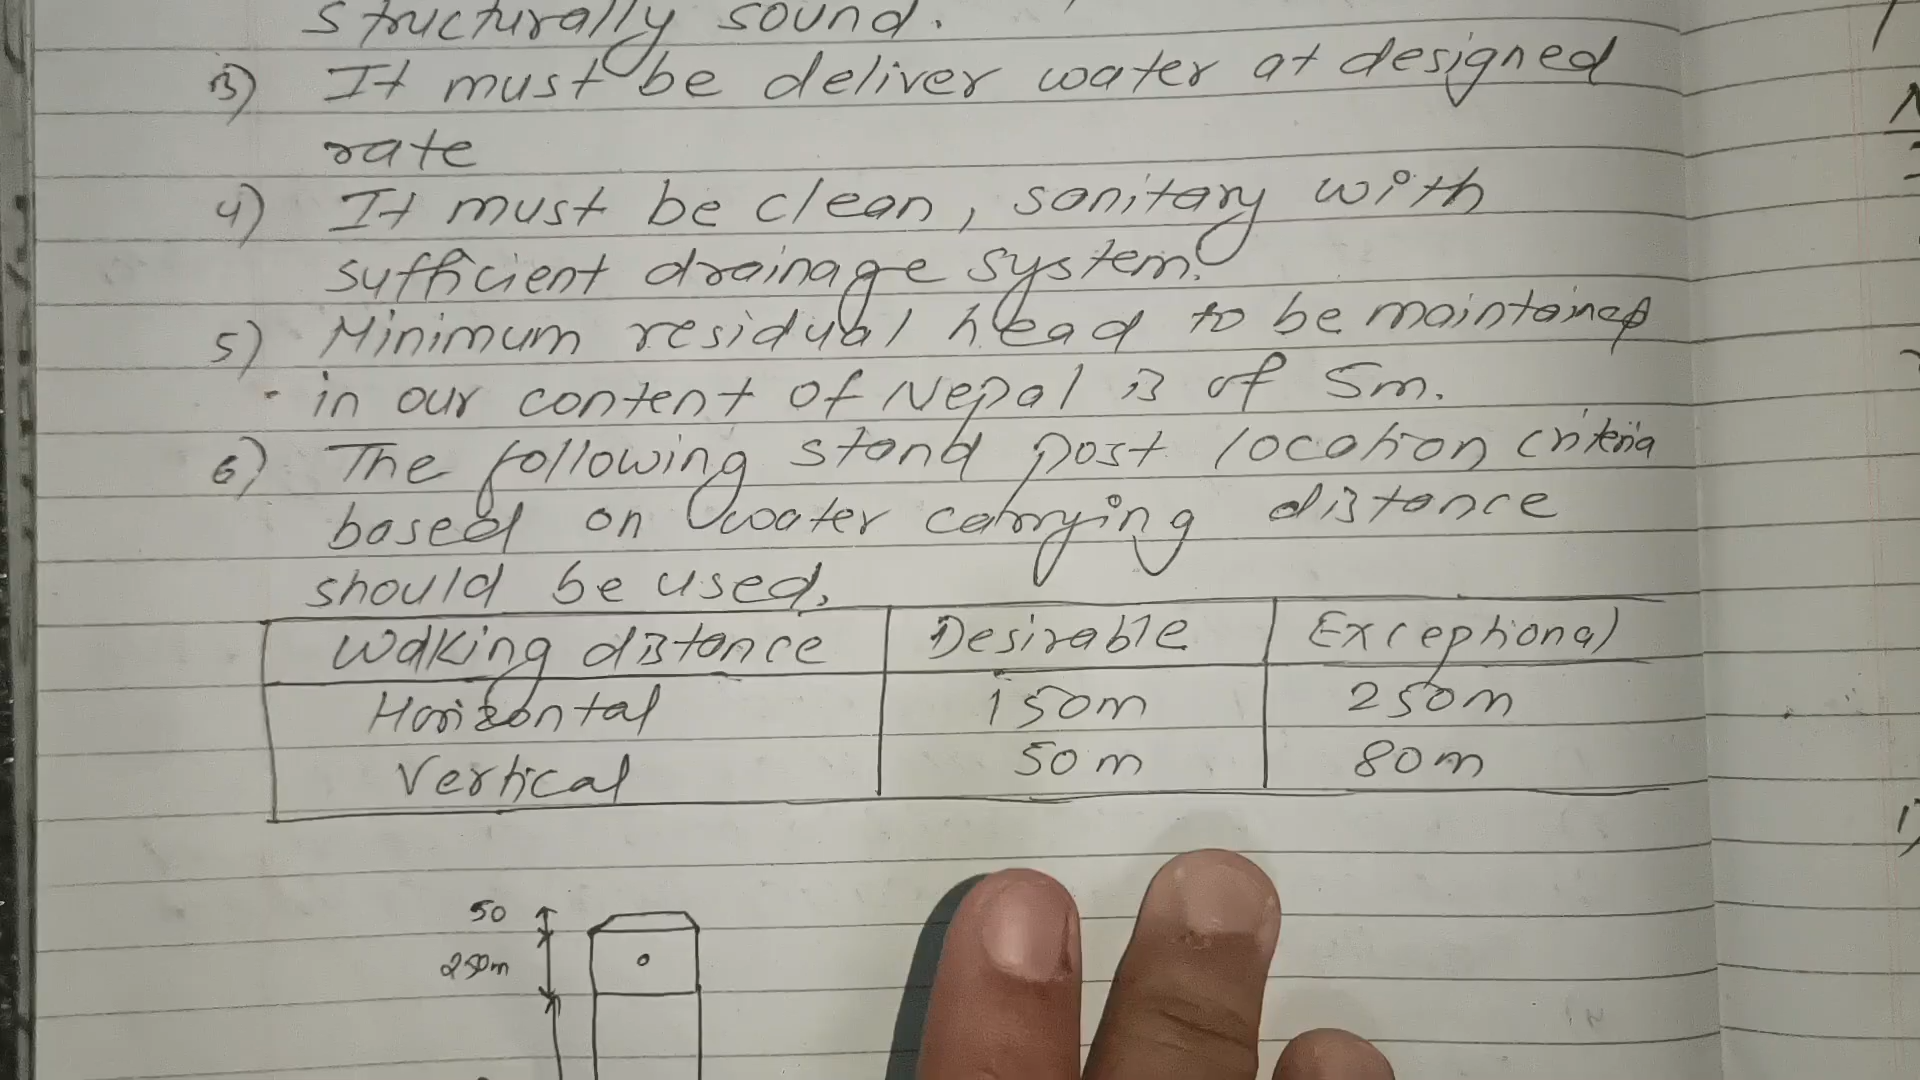 structurally sound.
3) It must be deliver water at designed
rate
4) It must be clean, sanitary with
sufficient drainage system.
5) Minimum residual head to be maintained
in our content of Nepal is of 5m.
6) The following stand post location criteria
based on water carrying distance
should be used.
Walking distance Desirable Exceptional
Horizontal 150m 250m
Vertical 50m 80m
50
250m